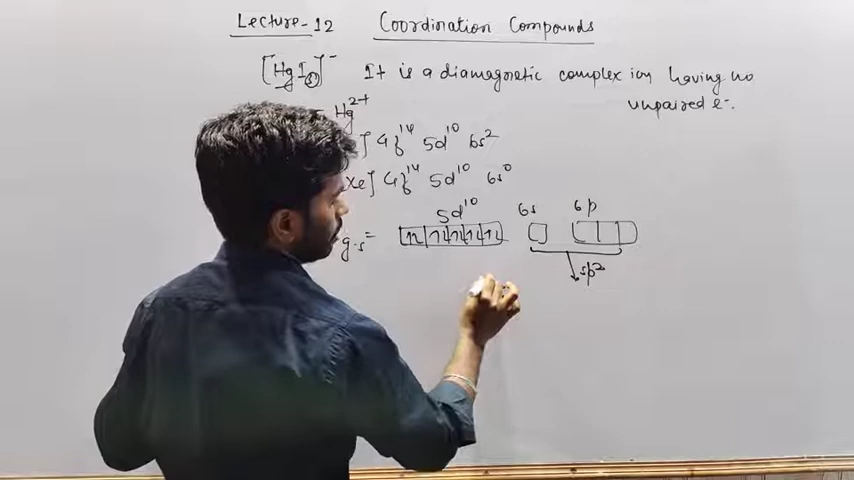 Lecture-12 Coordination Compounds
[HgI3]⁻ It is a diamagnetic complex ion having no
unpaired e⁻.
Hg²⁺
] 4f¹⁴ 5d¹⁰ 6s²
Xe] 4f¹⁴ 5d¹⁰ 6s⁰
5d¹⁰ 6s 6p
g.s =
sp²